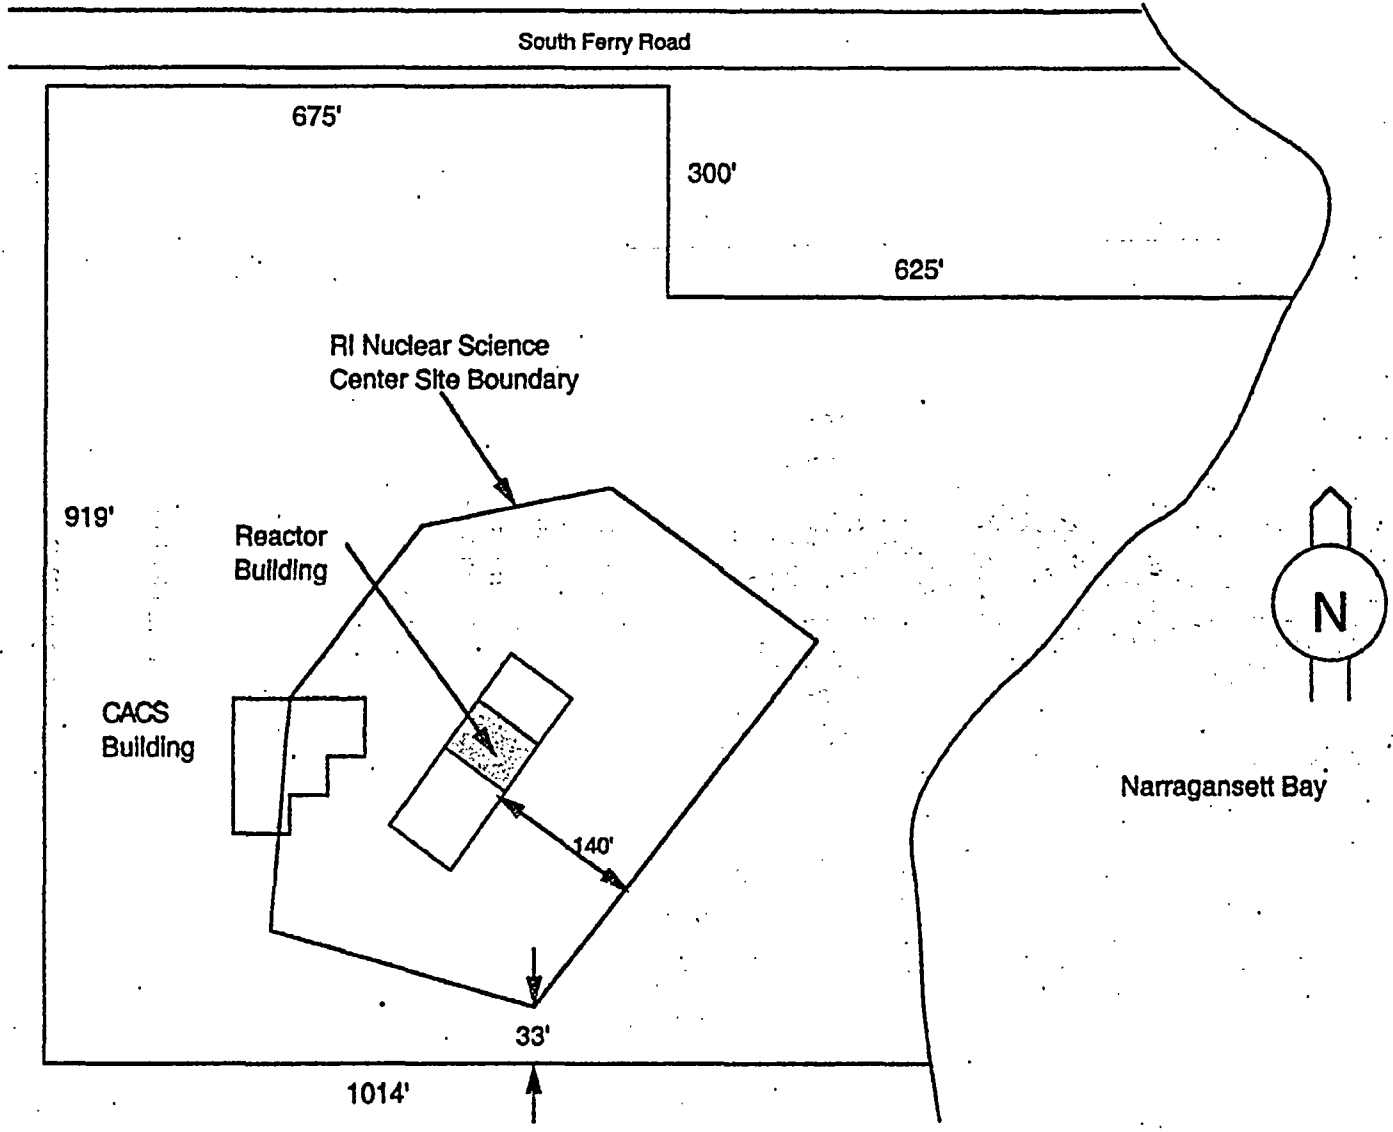 South Ferry Road
675'
300'
625'
RI Nuclear Science
Center Site Boundary
919'
Reactor
Building
N
CACS
Building
Narragansett Bay
140'
33'
1014'